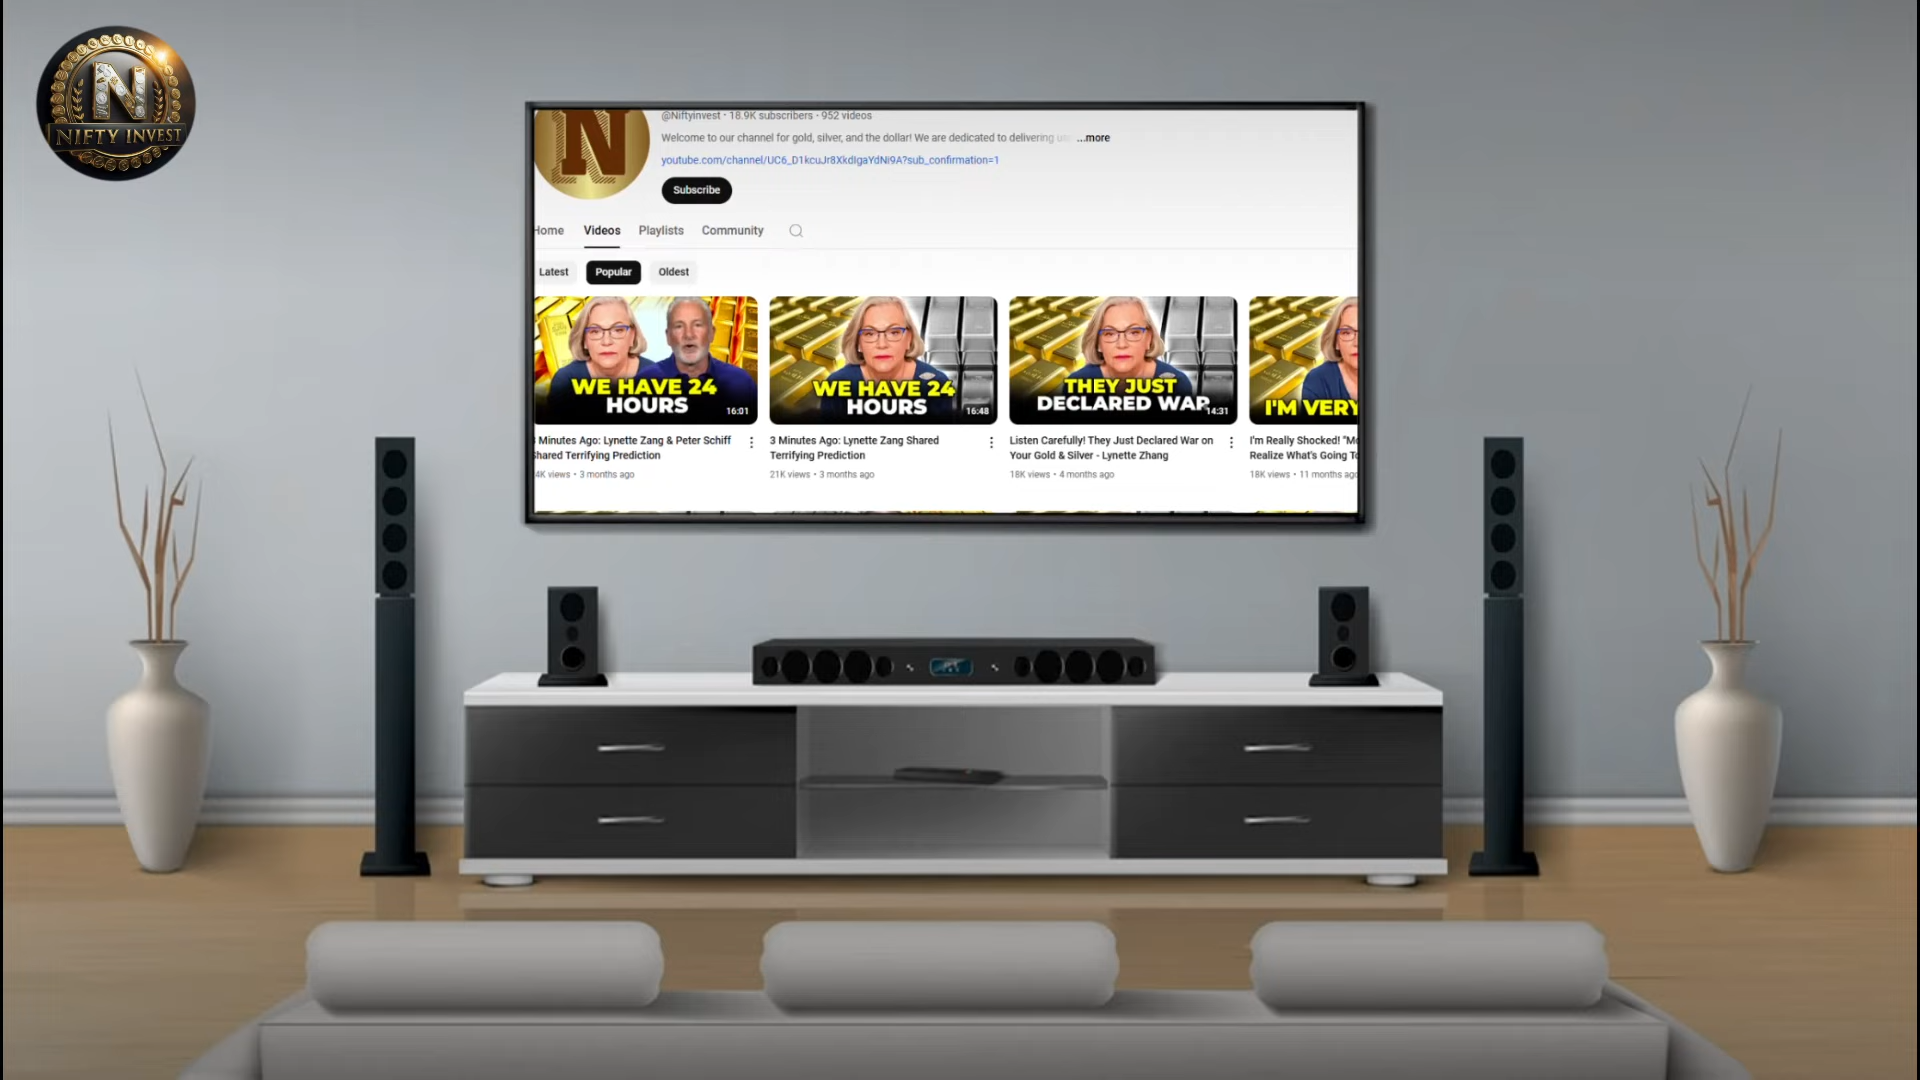 N
NIFTY INVEST
N
@Niftyinvest · 18.9K subscribers · 952 videos
Welcome to our channel for gold, silver, and the dollar! We are dedicated to delivering ...more
youtube.com/channel/UC6_D1kcuJr8XkdIgaYdNi9A?sub_confirmation=1
Subscribe
Home Videos Playlists Community
Latest Popular Oldest
WE HAVE 24
HOURS
16:01
WE HAVE 24
HOURS
16:48
THEY JUST
DECLARED WAR
14:31
I'M VERY
3 Minutes Ago: Lynette Zang & Peter Schiff
Shared Terrifying Prediction
4K views · 3 months ago
3 Minutes Ago: Lynette Zang Shared
Terrifying Prediction
21K views · 3 months ago
Listen Carefully! They Just Declared War on
Your Gold & Silver - Lynette Zhang
18K views · 4 months ago
I'm Really Shocked!
Realize What's Going
18K views · 11 months ago